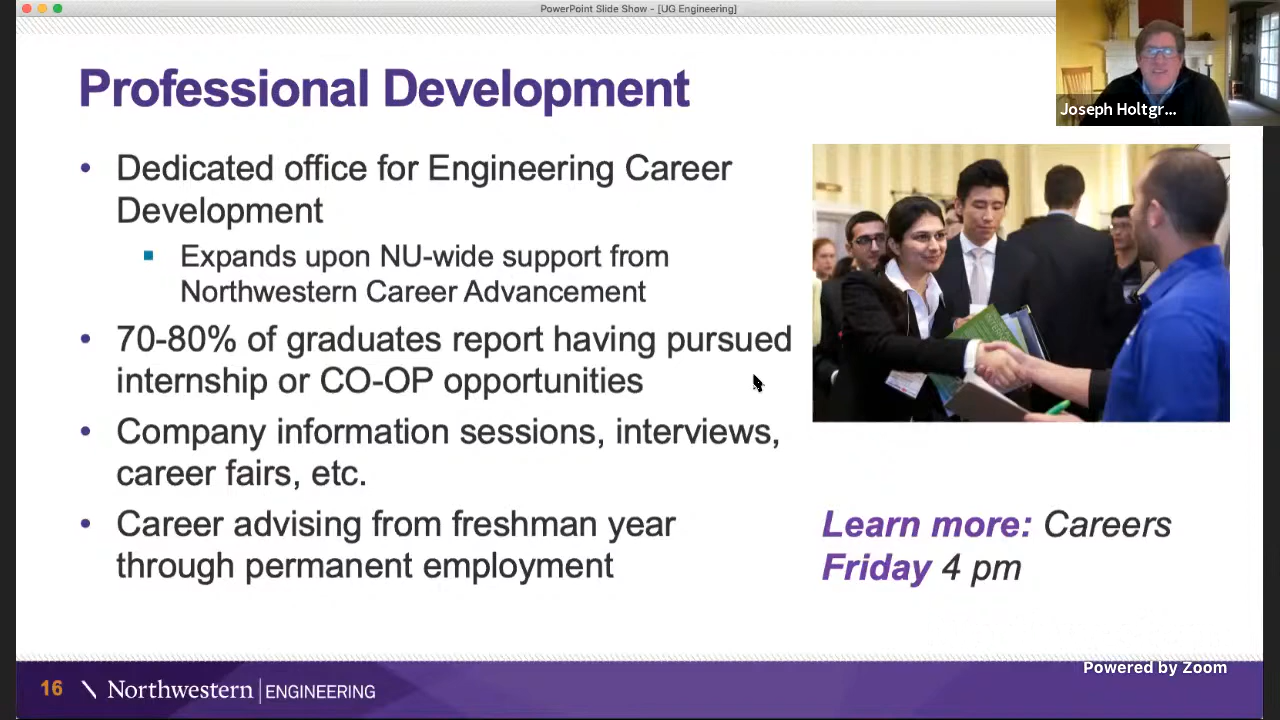 PowerPoint Slide Show - [UG Engineering]
Professional Development
Joseph Holtgr...
• Dedicated office for Engineering Career
Development
▪ Expands upon NU-wide support from
Northwestern Career Advancement
• 70-80% of graduates report having pursued
internship or CO-OP opportunities
• Company information sessions, interviews,
career fairs, etc.
• Career advising from freshman year
through permanent employment
Learn more: Careers
Friday 4 pm
Powered by Zoom
16
Northwestern | ENGINEERING